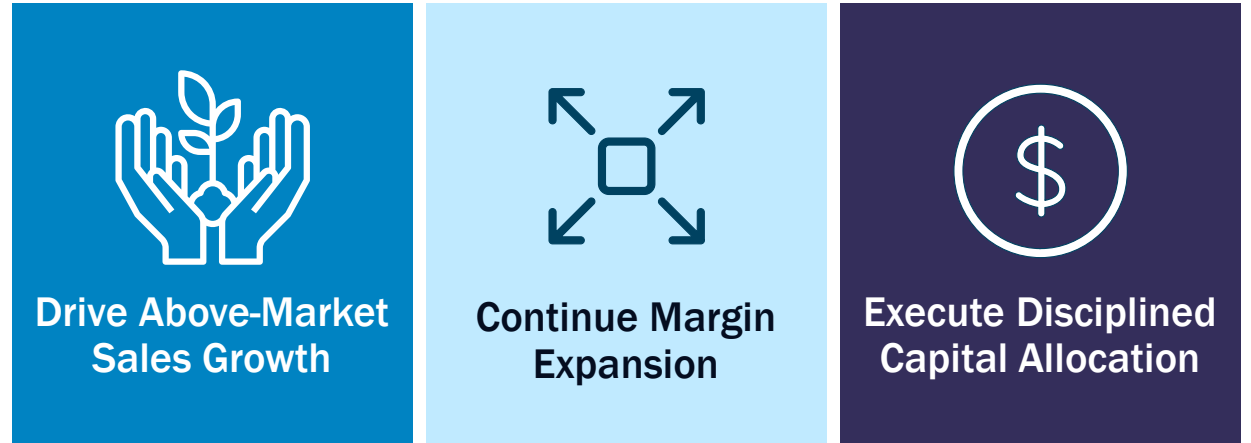 Drive Above-Market
Sales Growth
Continue Margin
Expansion
$
Execute Disciplined
Capital Allocation